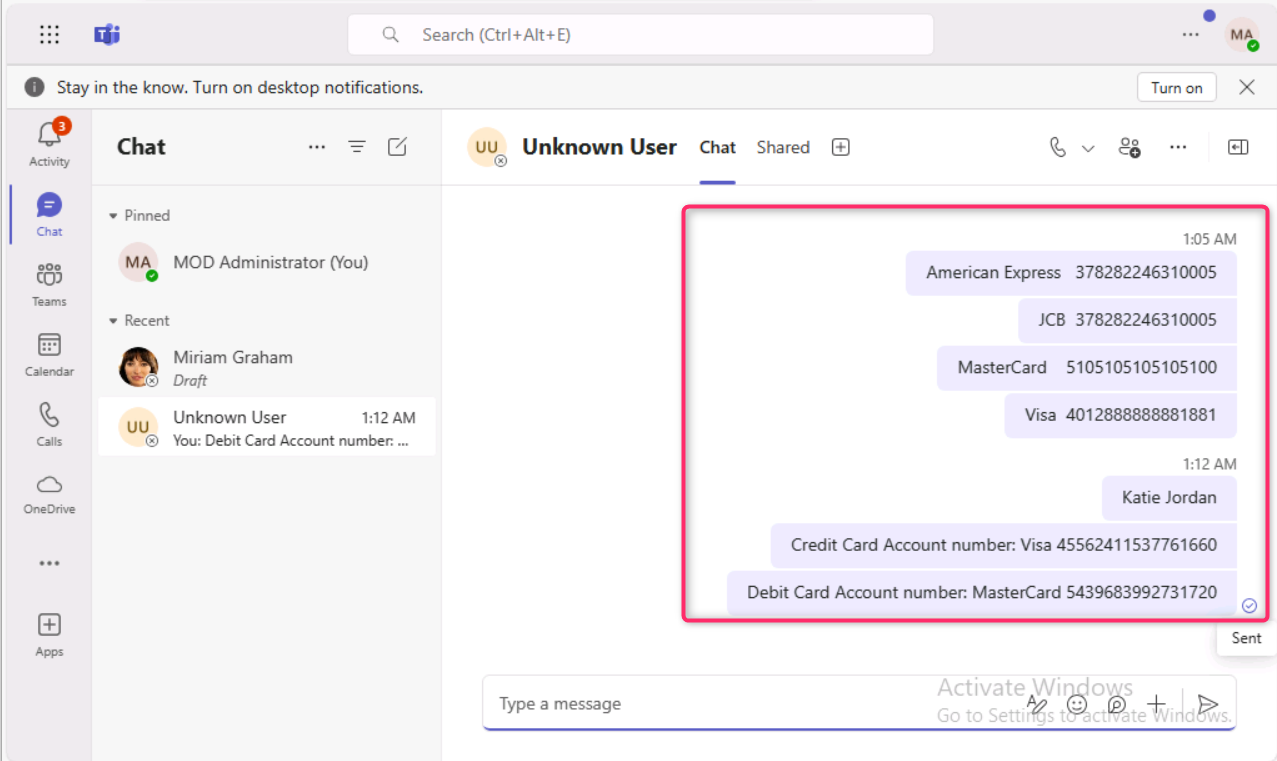 Search (Ctrl+Alt+E)
MA
Stay in the know. Turn on desktop notifications.
Turn on
3
Activity
Chat
Teams
Calendar
Calls
OneDrive
Apps
Chat
Pinned
MA
MOD Administrator (You)
Recent
Miriam Graham
Draft
UU
Unknown User 1:12 AM
You: Debit Card Account number: ...
UU
Unknown User
Chat
Shared
1:05 AM
American Express 378282246310005
JCB 378282246310005
MasterCard 5105105105105100
Visa 4012888888881881
1:12 AM
Katie Jordan
Credit Card Account number: Visa 45562411537761660
Debit Card Account number: MasterCard 5439683992731720
Sent
Type a message
Activate Windows
Go to Settings to activate Windows.